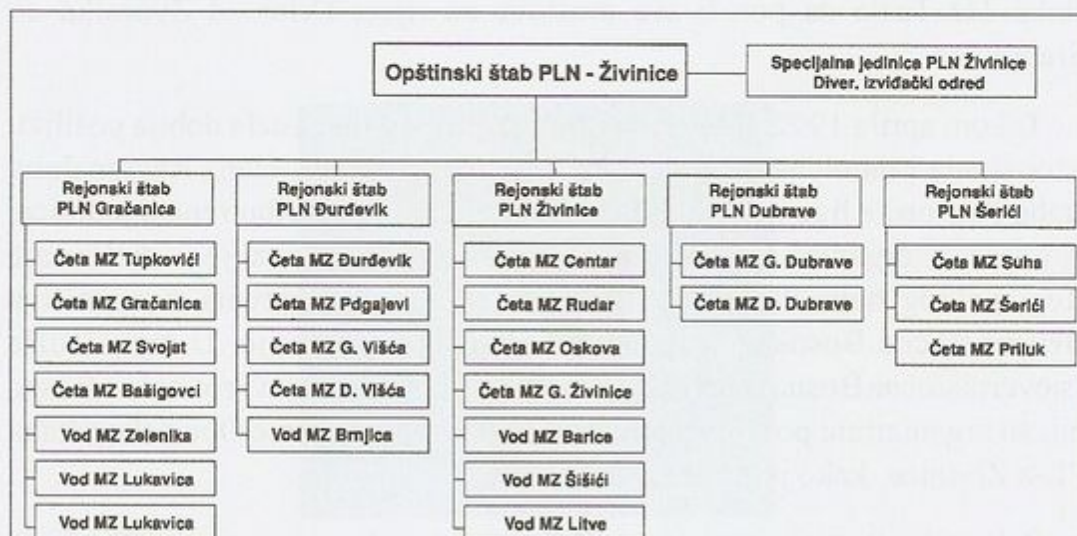 Opštinski štab PLN - Živinice
Specijalna jedinica PLN Živinice
Diver. izviđački odred
Rejonski štab
PLN Gračanica
Četa MZ Tupkovići
Četa MZ Gračanica
Četa MZ Svojat
Četa MZ Bašigovci
Vod MZ Zelenika
Vod MZ Lukavica
Vod MZ Lukavica
Rejonski štab
PLN Đurđevik
Četa MZ Đurđevik
Četa MZ Pdgajevi
Četa MZ G. Višća
Četa MZ D. Višća
Vod MZ Brnjica
Rejonski štab
PLN Živinice
Četa MZ Centar
Četa MZ Rudar
Četa MZ Oskova
Četa MZ G. Živinice
Vod MZ Barice
Vod MZ Šišići
Vod MZ Litve
Rejonski štab
PLN Dubrave
Četa MZ G. Dubrave
Četa MZ D. Dubrave
Rejonski štab
PLN Šerići
Četa MZ Suha
Četa MZ Šerići
Četa MZ Priluk